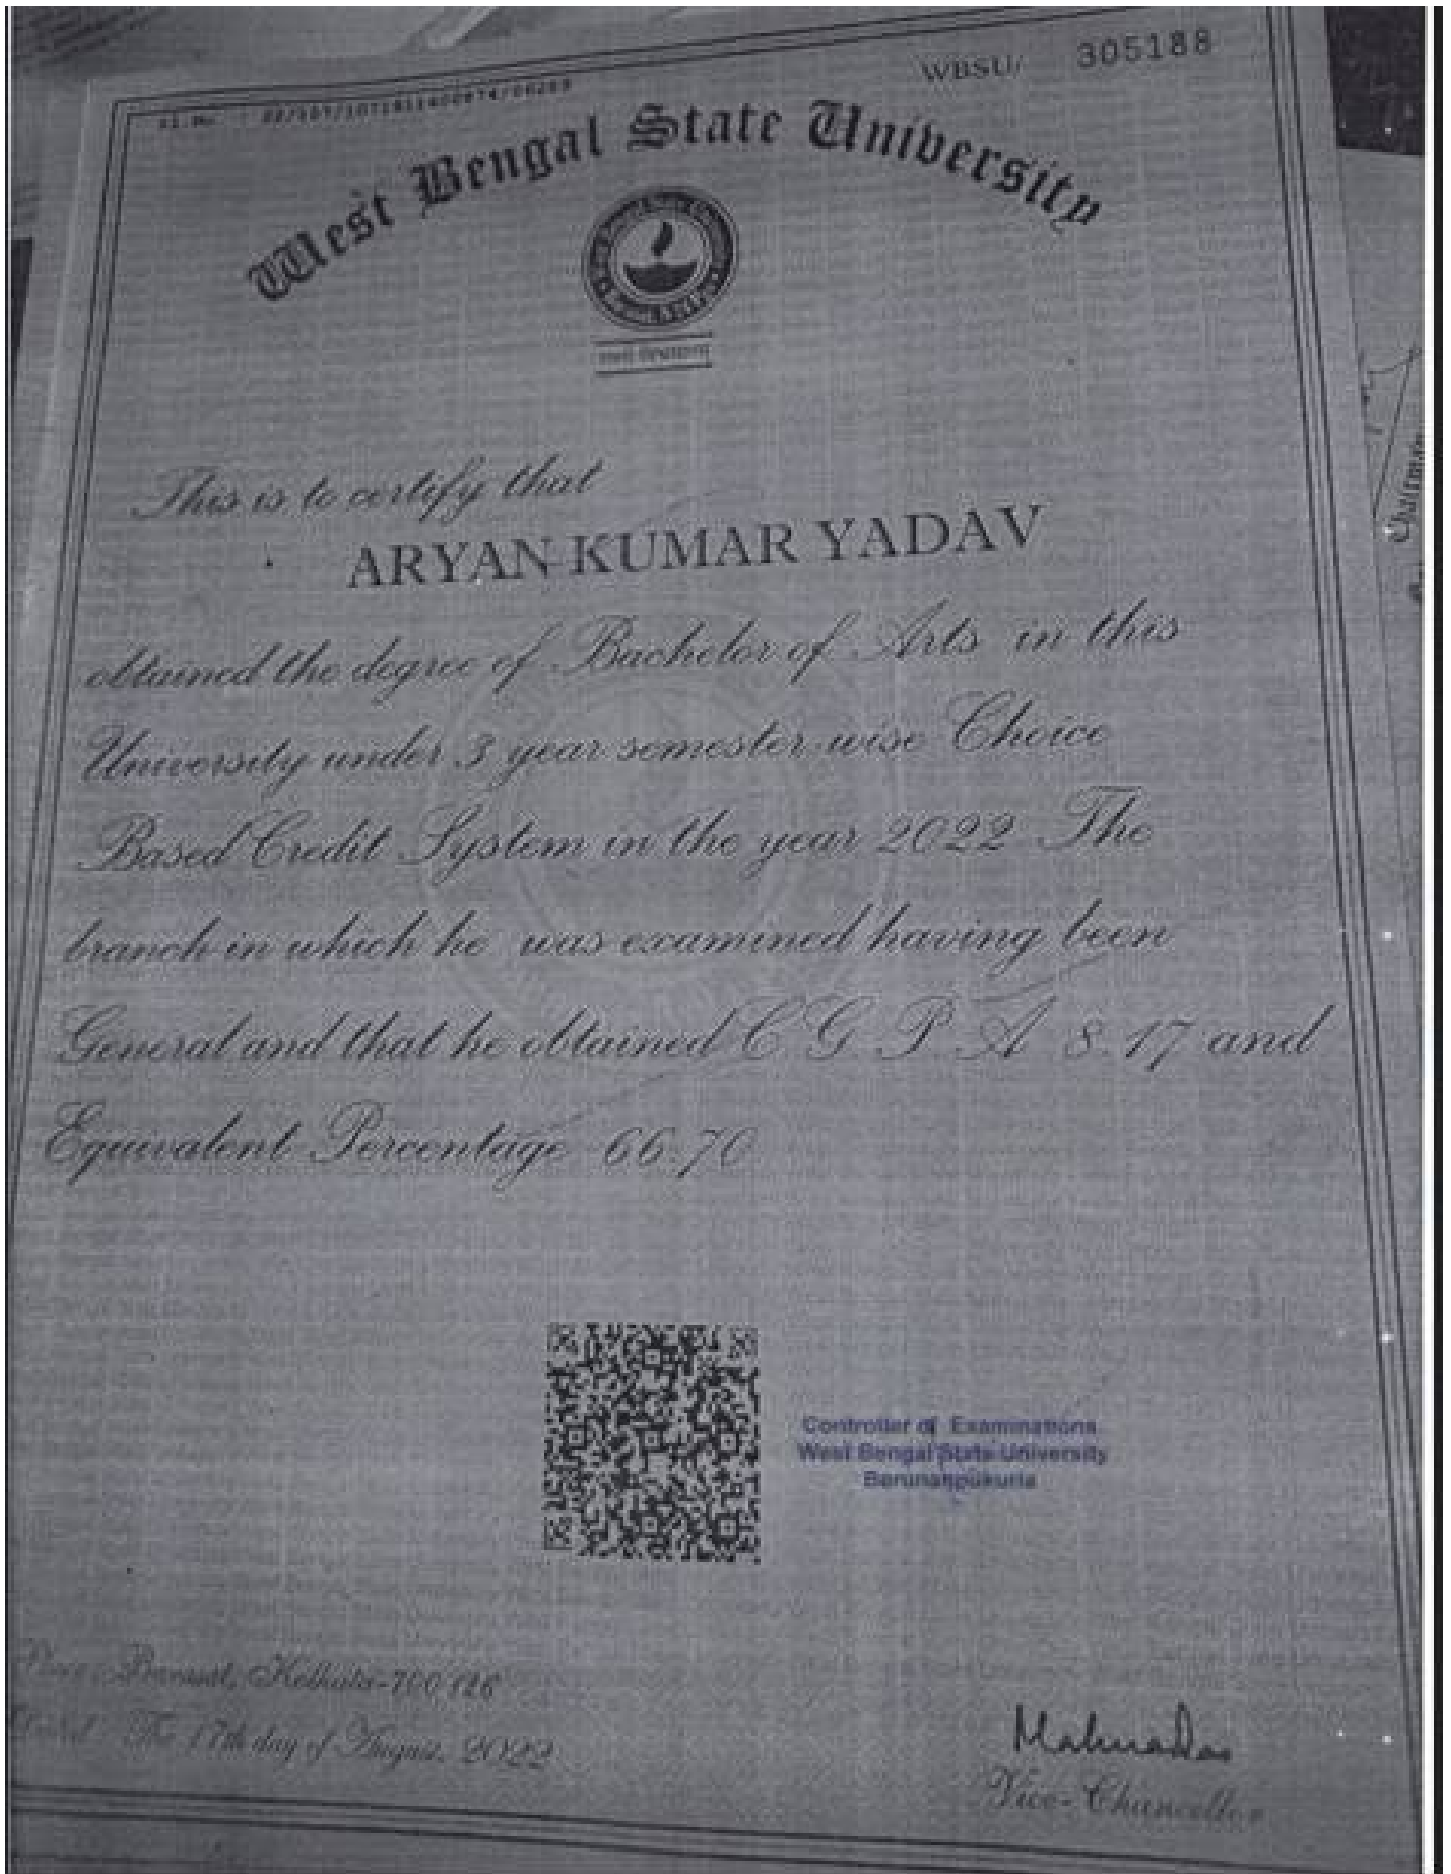 WBSU/ 305188
Sl. No.
West Bengal State University
This is to certify that
ARYAN KUMAR YADAV
obtained the degree of Bachelor of Arts in this
University under 3 year semester wise Choice
Based Credit System in the year 2022 The
branch in which he was examined having been
General and that he obtained C. G. P. A 8.17 and
Equivalent Percentage 66.70
Controller of Examinations
West Bengal State University
Berunanpukuria
Place : Barasat, Kolkata-700126
Dated : The 17th day of August, 2022
Vice-Chancellor
Chairman